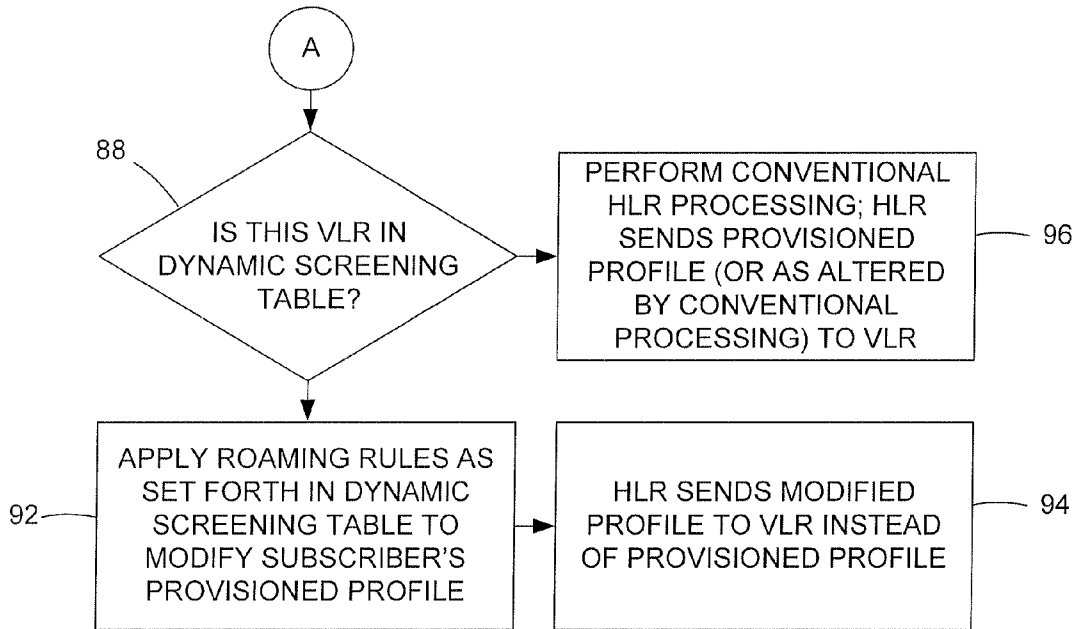 A
88
IS THIS VLR IN
DYNAMIC SCREENING
TABLE?
PERFORM CONVENTIONAL
HLR PROCESSING; HLR
SENDS PROVISIONED
PROFILE (OR AS ALTERED
BY CONVENTIONAL
PROCESSING) TO VLR
96
92
APPLY ROAMING RULES AS
SET FORTH IN DYNAMIC
SCREENING TABLE TO
MODIFY SUBSCRIBER'S
PROVISIONED PROFILE
HLR SENDS MODIFIED
PROFILE TO VLR INSTEAD
OF PROVISIONED PROFILE
94